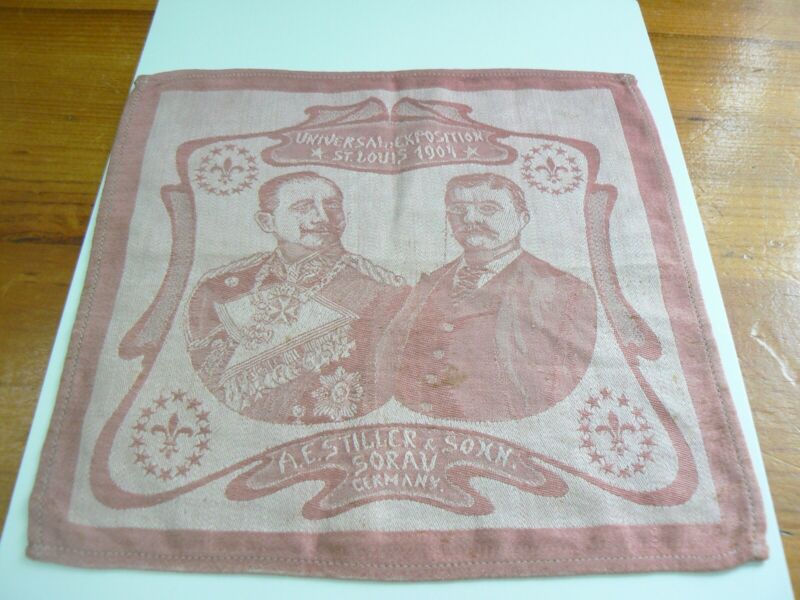 UNIVERSAL, EXPOSITION
★ ST. LOUIS 1904 ★
A.E. STILLER & SOHN.
SORAU
GERMANY.